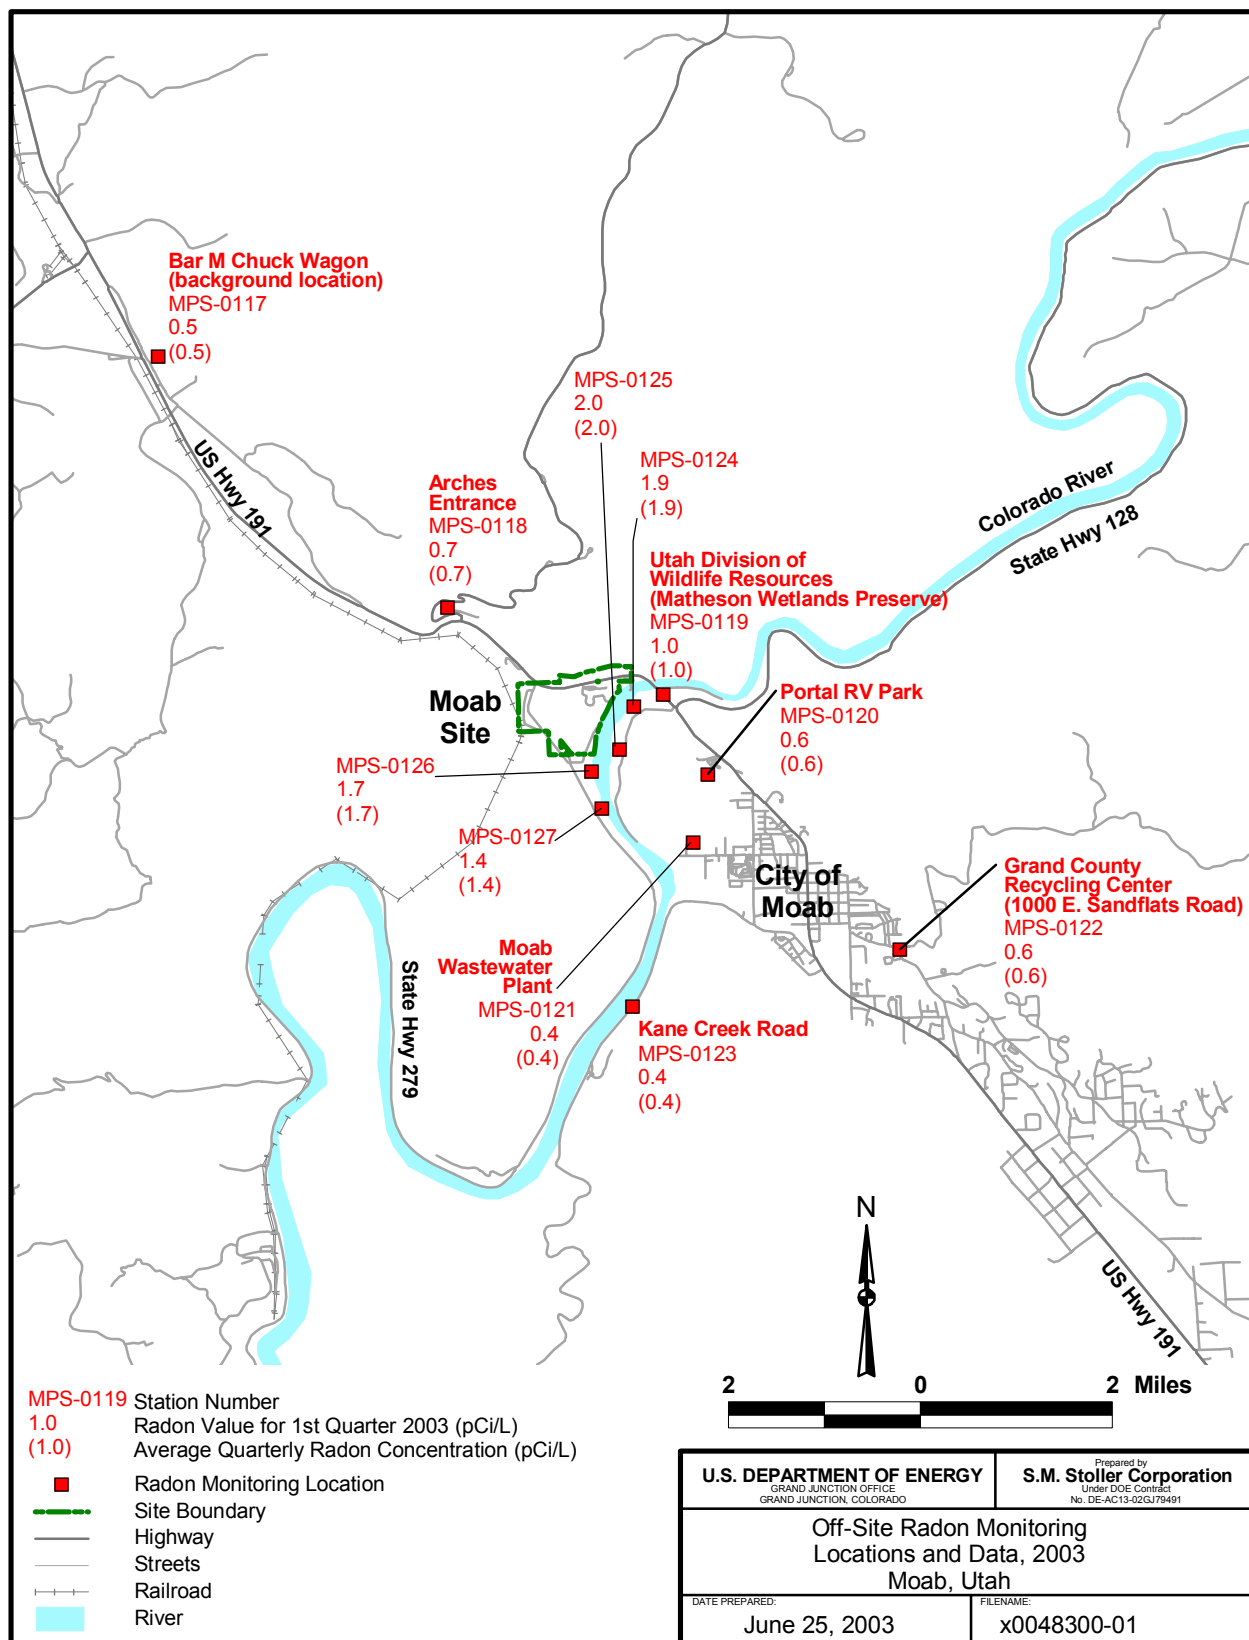 Bar M Chuck Wagon
(background location)
MPS-0117
0.5
(0.5)
MPS-0125
2.0
(2.0)
MPS-0124
1.9
(1.9)
US Hwy 191
Arches
Entrance
MPS-0118
0.7
(0.7)
Colorado River
State Hwy 128
Utah Division of
Wildlife Resources
(Matheson Wetlands Preserve)
MPS-0119
1.0
(1.0)
Moab
Site
Portal RV Park
MPS-0120
0.6
(0.6)
MPS-0126
1.7
(1.7)
MPS-0127
1.4
(1.4)
City of
Moab
Grand County
Recycling Center
(1000 E. Sandflats Road)
MPS-0122
0.6
(0.6)
Moab
Wastewater
Plant
MPS-0121
0.4
(0.4)
State Hwy 279
Kane Creek Road
MPS-0123
0.4
(0.4)
N
US Hwy 191
2 0 2 Miles
MPS-0119 Station Number
1.0 Radon Value for 1st Quarter 2003 (pCi/L)
(1.0) Average Quarterly Radon Concentration (pCi/L)
Radon Monitoring Location
Site Boundary
Highway
Streets
Railroad
River
U.S. DEPARTMENT OF ENERGY
GRAND JUNCTION OFFICE
GRAND JUNCTION, COLORADO
Prepared by
S.M. Stoller Corporation
Under DOE Contract
No. DE-AC13-02GJ79491
Off-Site Radon Monitoring
Locations and Data, 2003
Moab, Utah
DATE PREPARED:
June 25, 2003
FILENAME:
x0048300-01